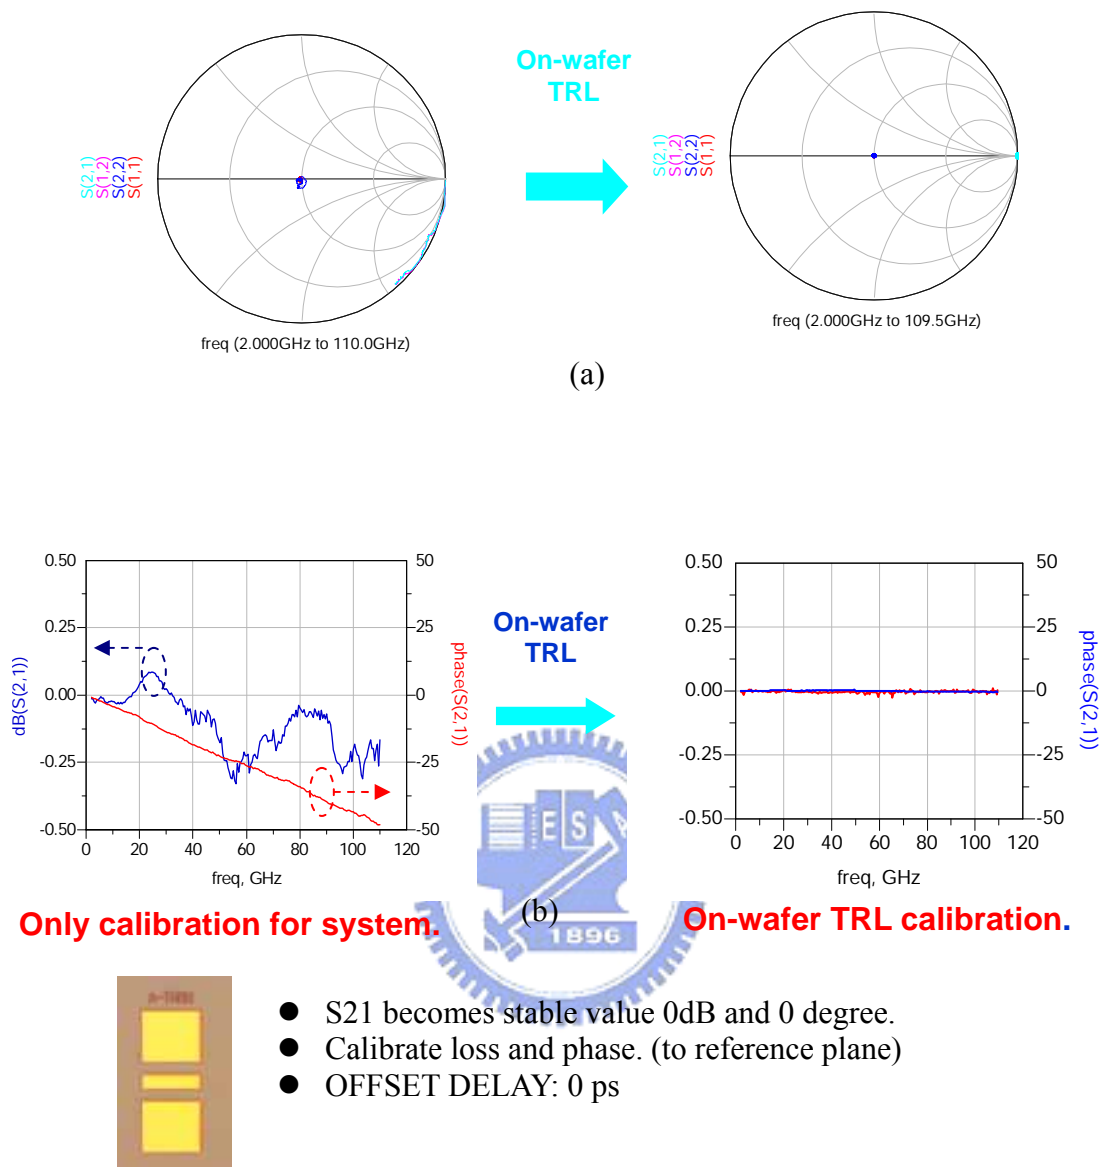 On-wafer
TRL
S(2,1)
S(1,2)
S(2,2)
S(1,1)
freq (2.000GHz to 110.0GHz)
S(2,1)
S(1,2)
S(2,2)
S(1,1)
freq (2.000GHz to 109.5GHz)
(a)
dB(S(2,1))
0.50
0.25
0.00
-0.25
-0.50
0 20 40 60 80 100 120
freq, GHz
50
25
0
-25
-50
phase(S(2,1))
On-wafer
TRL
0.50
0.25
0.00
-0.25
-0.50
0 20 40 60 80 100 120
freq, GHz
50
25
0
-25
-50
phase(S(2,1))
E S A
1896
Only calibration for system.
(b)
On-wafer TRL calibration.
● S21 becomes stable value 0dB and 0 degree.
● Calibrate loss and phase. (to reference plane)
● OFFSET DELAY: 0 ps